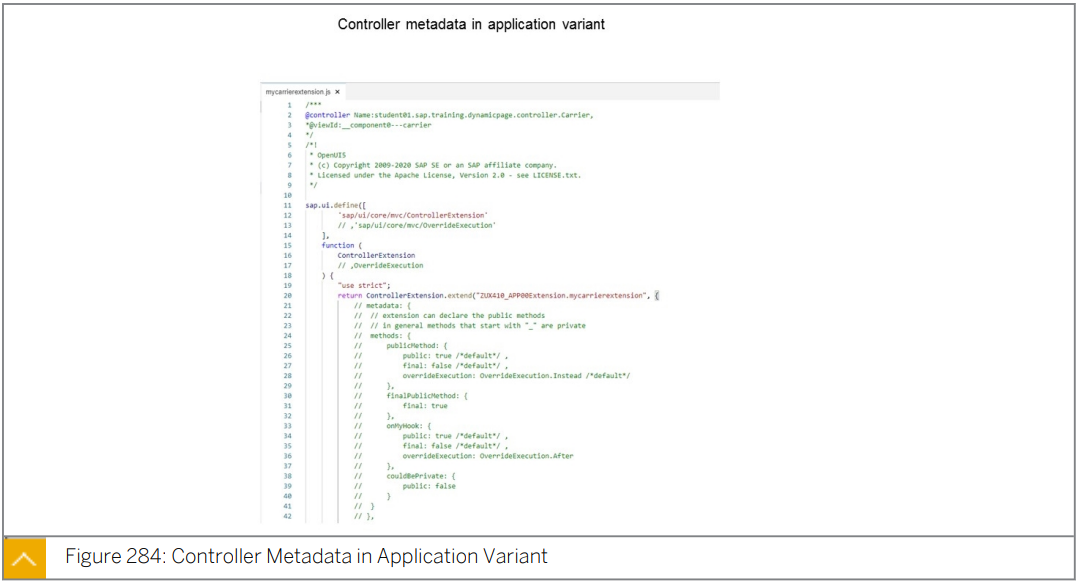 Controller metadata in application variant
mycarrierextension.js ×
1 /***
2 @controller Name:student01.sap.training.dynamicpage.controller.Carrier,
3 *@viewId:__component0---carrier
4 */
5 /*!
6 * OpenUI5
7 * (c) Copyright 2009-2020 SAP SE or an SAP affiliate company.
8 * Licensed under the Apache License, Version 2.0 - see LICENSE.txt.
9 */
10
11 sap.ui.define([
12 'sap/ui/core/mvc/ControllerExtension'
13 // ,'sap/ui/core/mvc/OverrideExecution'
14 ],
15 function (
16 ControllerExtension
17 // ,OverrideExecution
18 ) {
19 "use strict";
20 return ControllerExtension.extend("ZUX410_APP00Extension.mycarrierextension", {
21 // metadata: {
22 // // extension can declare the public methods
23 // // in general methods that start with "_" are private
24 // methods: {
25 // publicMethod: {
26 // public: true /*default*/ ,
27 // final: false /*default*/ ,
28 // overrideExecution: OverrideExecution.Instead /*default*/
29 // },
30 // finalPublicMethod: {
31 // final: true
32 // },
33 // onMyHook: {
34 // public: true /*default*/ ,
35 // final: false /*default*/ ,
36 // overrideExecution: OverrideExecution.After
37 // },
38 // couldBePrivate: {
39 // public: false
40 // }
41 // }
42 // },
Figure 284: Controller Metadata in Application Variant